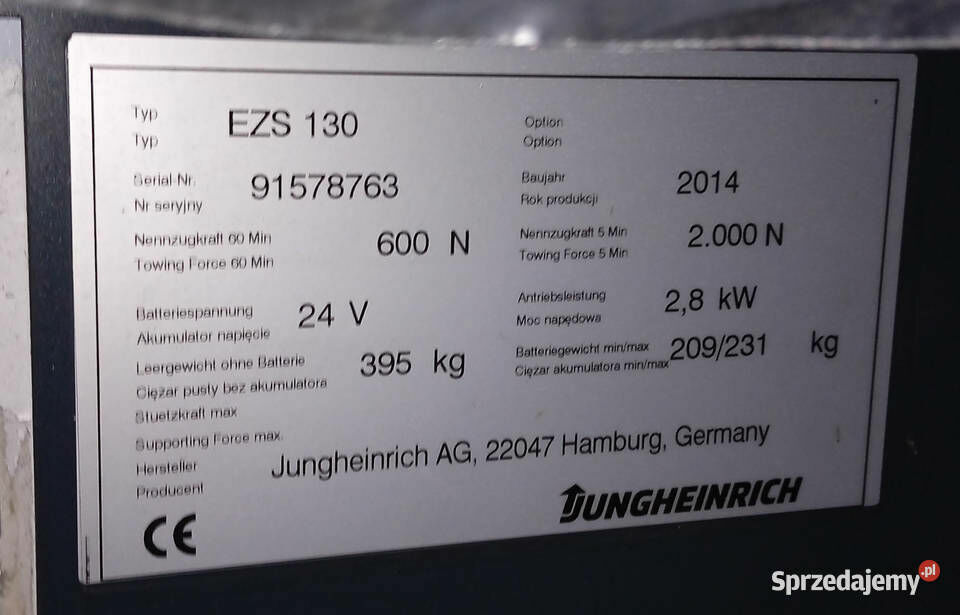 Typ EZS 130 Option
Typ Option
Serial-Nr. 91578763 Baujahr 2014
Nr seryjny Rok produkcji
Nennzugkraft 60 Min 600 N Nennzugkraft 5 Min 2.000 N
Towing Force 60 Min Towing Force 5 Min
Batteriespannung 24 V Antriebsleistung 2,8 kW
Akumulator napięcie Moc napędowa
Leergewicht ohne Batterie 395 kg Batteriegewicht min/max 209/231 kg
Ciężar pusty bez akumulatora Ciężar akumulatora min/max
Stuetzkraft max
Supporting Force max.
Hersteller Jungheinrich AG, 22047 Hamburg, Germany
Producent
CE JUNGHEINRICH
Sprzedajemy.pl